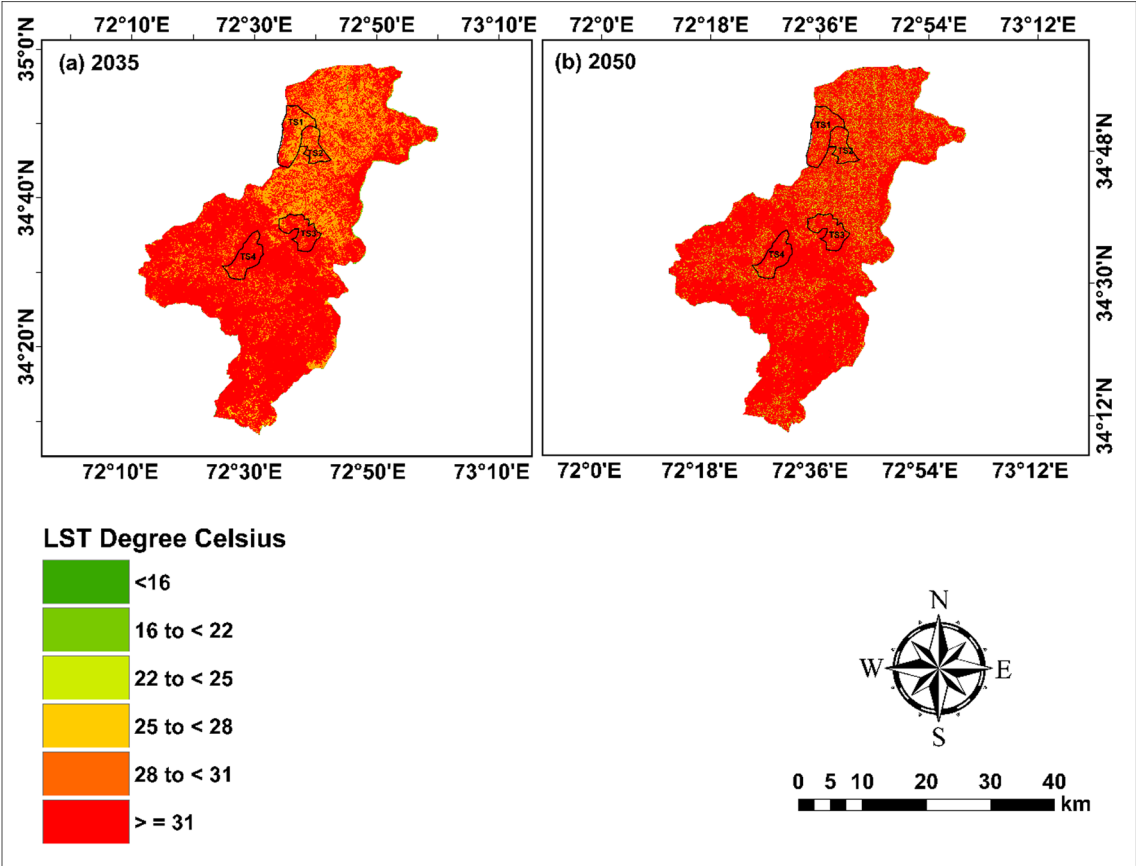 72°10'E 72°30'E 72°50'E
72°0'E 72°18'E 72°36'E 72°54'E 73°12'E
35°0'N
34°40'N
34°20'N
(a) 2035
TS1
TS2
TS3
TS4
(b) 2050
TS1
TS2
TS3
TS4
34°48'N
34°30'N
34°12'N
72°10'E 72°30'E 72°50'E 73°10'E
72°0'E 72°18'E 72°36'E 72°54'E 73°12'E
LST Degree Celsius
<16
16 to < 22
22 to < 25
25 to < 28
28 to < 31
> = 31
N
W E
S
0 5 10 20 30 40
km